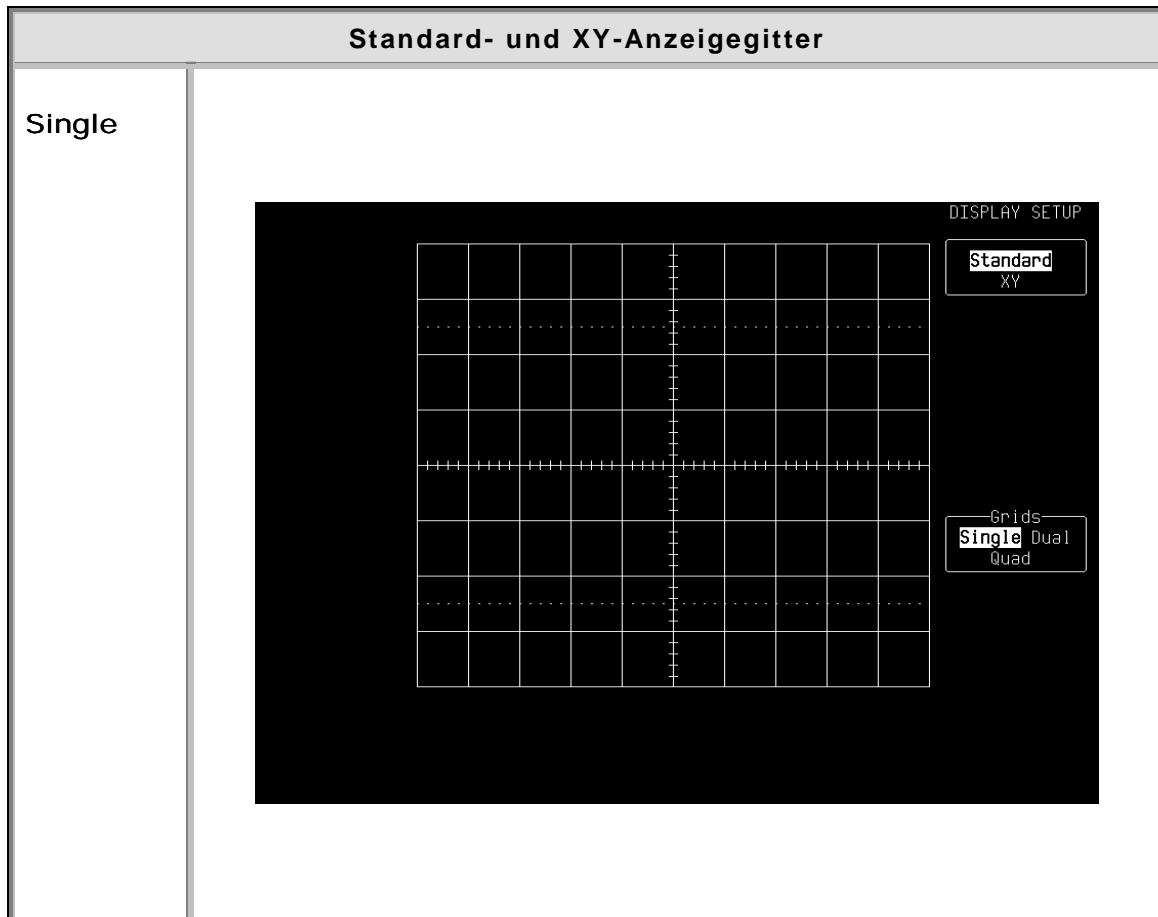 Standard- und XY-Anzeigegitter
Single
DISPLAY SETUP
Standard
XY
Grids
Single Dual
Quad